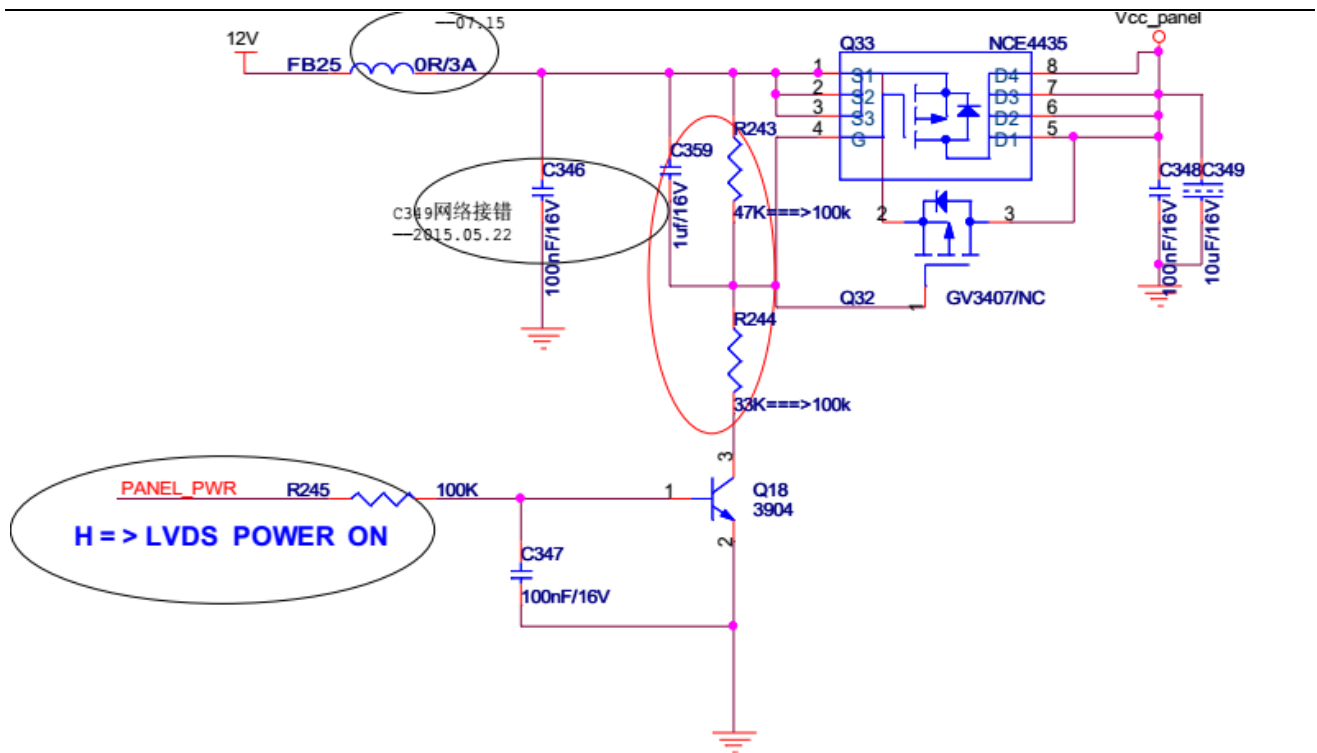 ——07.15
12V
FB25
0R/3A
Vcc_panel
Q33
NCE4435
1
2
3
4
S1
S2
S3
G
D4
D3
D2
D1
8
7
6
5
C346
100nF/16V
C349网络接错
——2015.05.22
C359
1uf/16V
R243
47K===>100k
2
3
1
Q32
GV3407/NC
C348
100nF/16V
C349
10uF/16V
R244
33K===>100k
PANEL_PWR
R245
100K
H = > LVDS POWER ON
1
3
2
Q18
3904
C347
100nF/16V